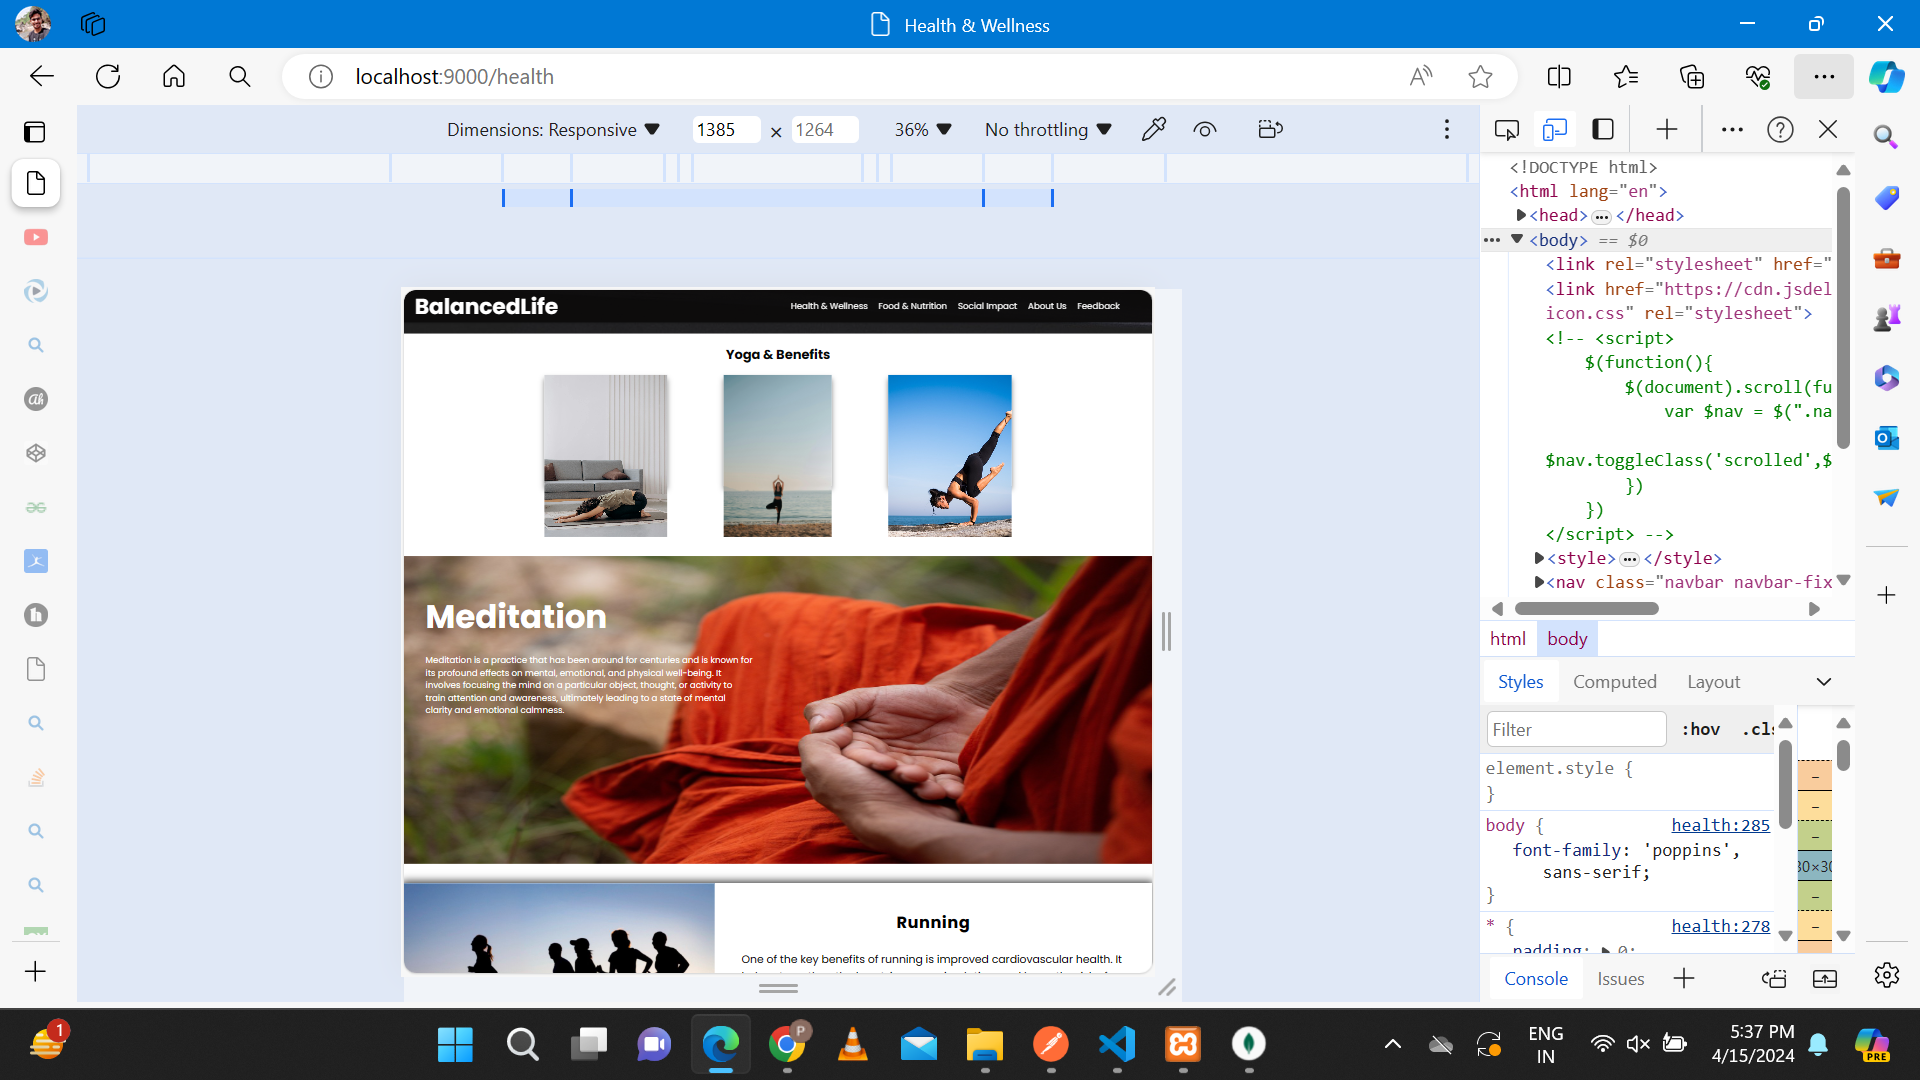 Health & Wellness
localhost:9000/health
Dimensions: Responsive
1385 × 1264
36%
No throttling
BalancedLife
Health & Wellness
Food & Nutrition
Social Impact
About Us
Feedback
Yoga & Benefits
Meditation
Meditation is a practice that has been around for centuries and is known for
its profound effects on mental, emotional, and physical well-being. It
involves focusing the mind on a particular object, thought, or activity to
train attention and awareness, ultimately leading to a state of mental
clarity and emotional calmness.
Running
One of the key benefits of running is improved cardiovascular health. It
<!DOCTYPE html>
<html lang="en">
<head> ••• </head>
••• <body> == $0
<link rel="stylesheet" href="
<link href="https://cdn.jsdel
icon.css" rel="stylesheet">
<!-- <script>
$(function(){
$(document).scroll(fu
var $nav = $(".na
$nav.toggleClass('scrolled',$
})
})
</script> -->
<style> ••• </style>
<nav class="navbar navbar-fix
html body
Styles Computed Layout
Filter :hov .cls
element.style {
}
body { health:285
font-family: 'poppins',
sans-serif;
}
* { health:278
padding: 0;
Console Issues
1
P
ENG
IN
5:37 PM
4/15/2024
PRE